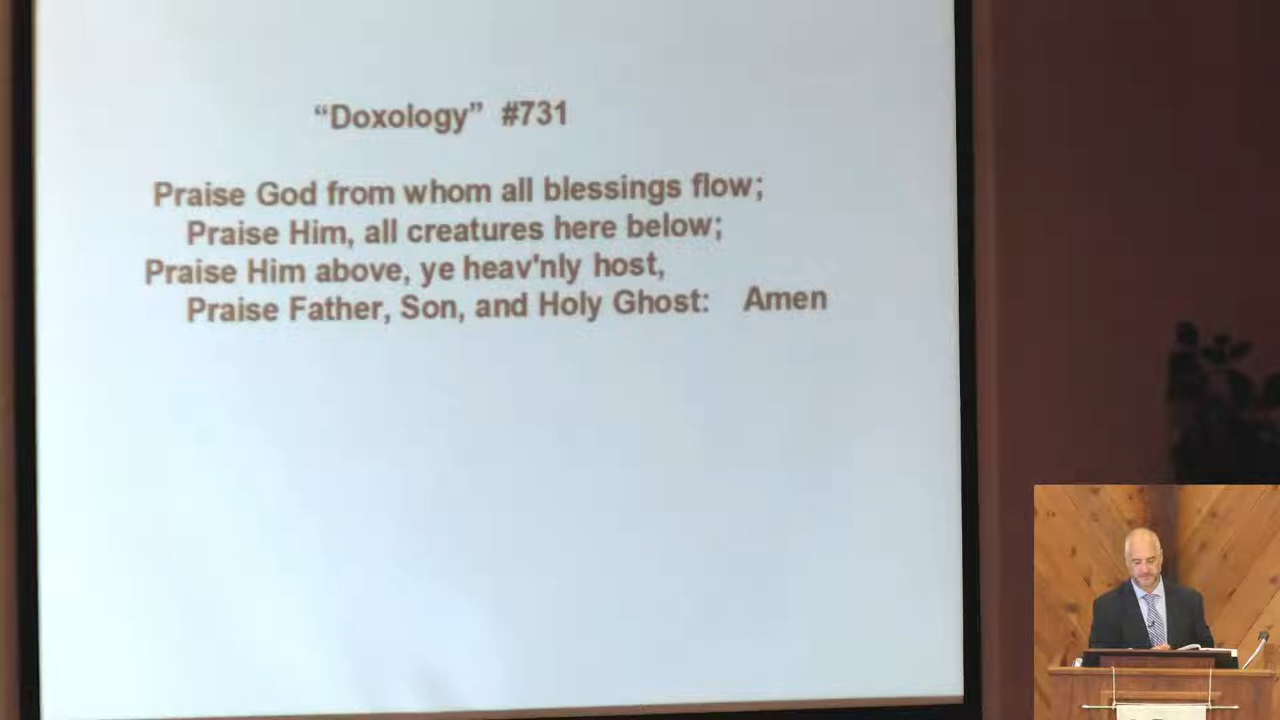 “Doxology” #731
Praise God from whom all blessings flow;
Praise Him, all creatures here below;
Praise Him above, ye heav'nly host,
Praise Father, Son, and Holy Ghost: Amen